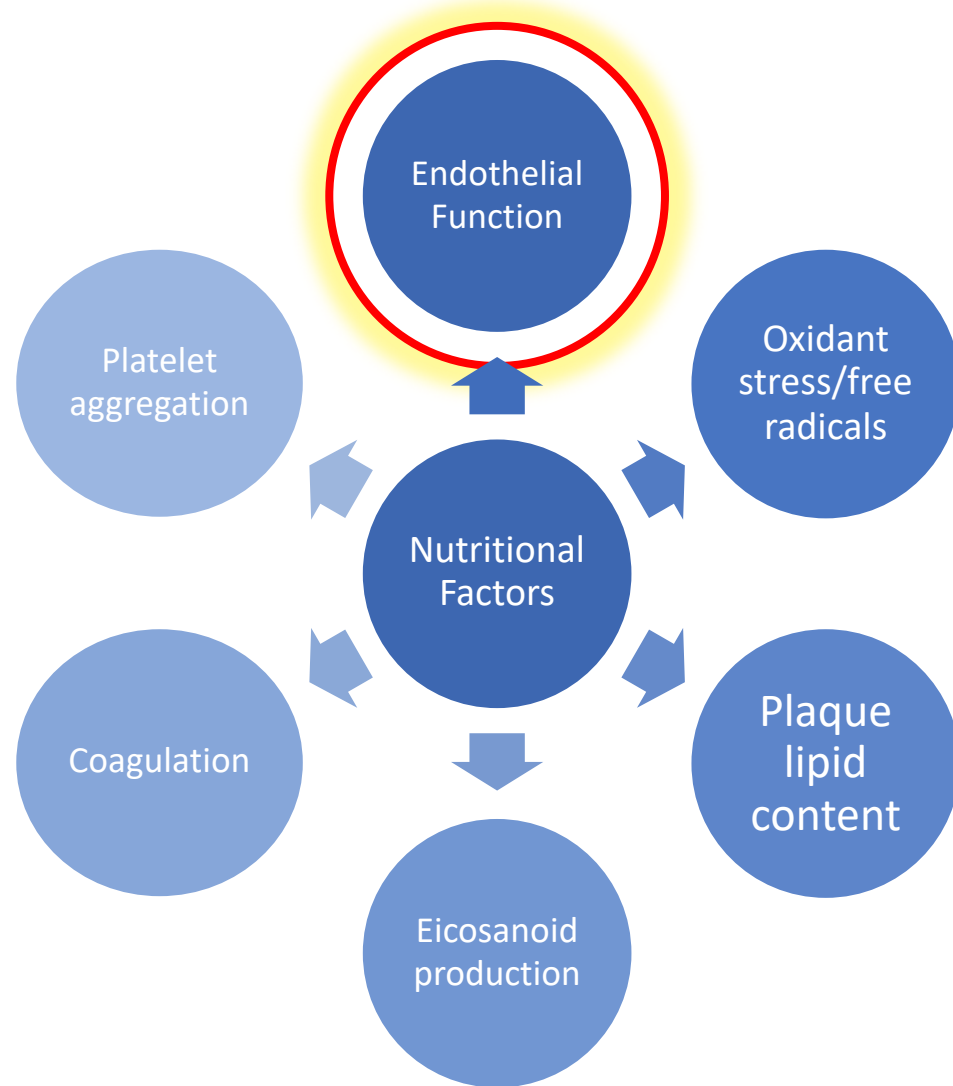 Endothelial
Function
Oxidant
stress/free
radicals
Platelet
aggregation
Nutritional
Factors
Plaque
lipid
content
Coagulation
Eicosanoid
production